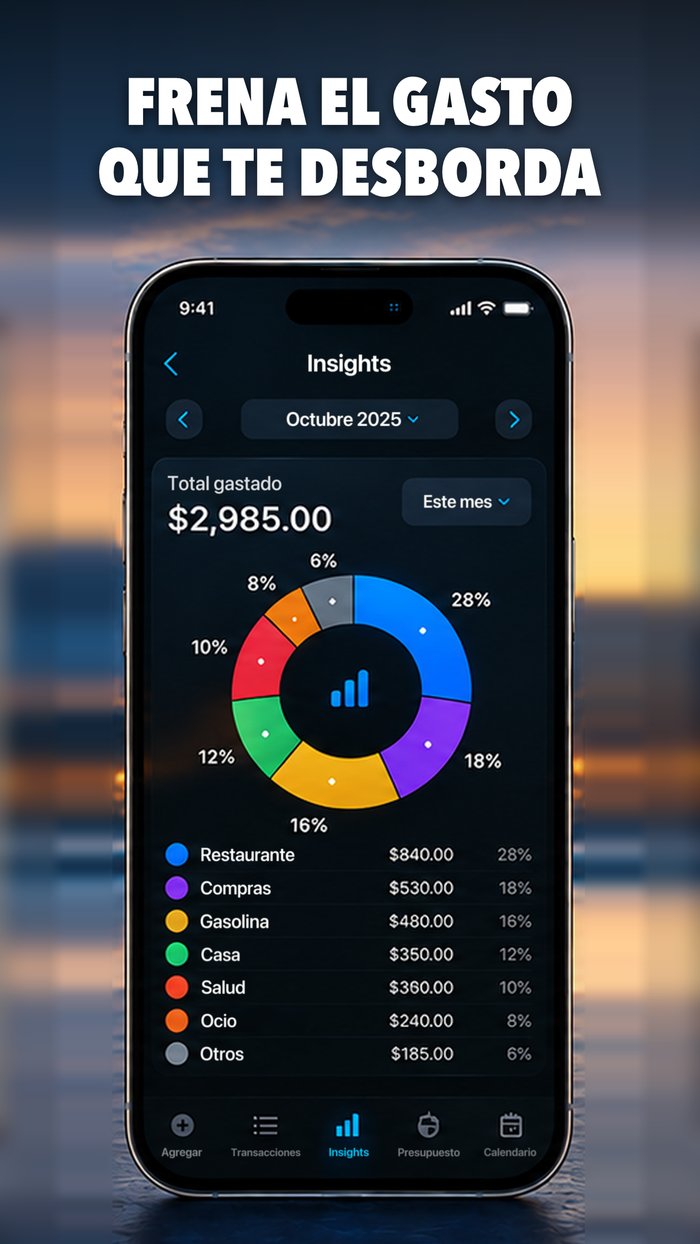 FRENA EL GASTO
QUE TE DESBORDA
9:41
Insights
Octubre 2025
Total gastado
$2,985.00
Este mes
6%
8%
28%
10%
12%
18%
16%
Restaurante $840.00 28%
Compras $530.00 18%
Gasolina $480.00 16%
Casa $350.00 12%
Salud $360.00 10%
Ocio $240.00 8%
Otros $185.00 6%
Agregar Transacciones Insights Presupuesto Calendario